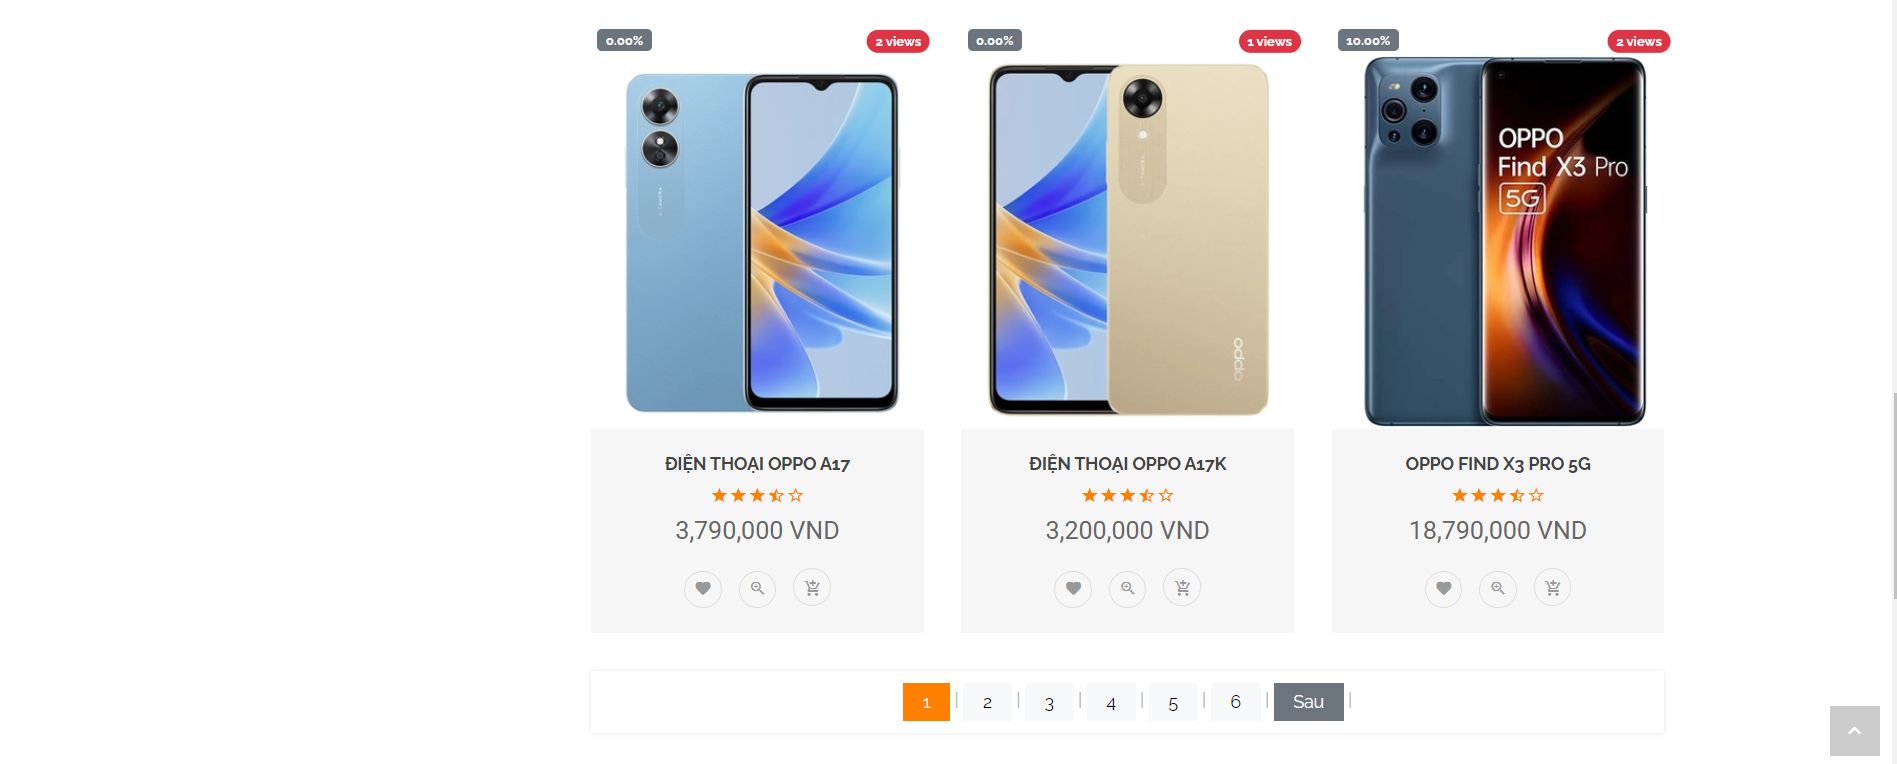 0.00%
2 views
0.00%
1 views
10.00%
2 views
OPPO
Find X3 Pro
5G
oppo
ĐIỆN THOẠI OPPO A17
ĐIỆN THOẠI OPPO A17K
OPPO FIND X3 PRO 5G
3,790,000 VND
3,200,000 VND
18,790,000 VND
1 | 2 | 3 | 4 | 5 | 6 | Sau |